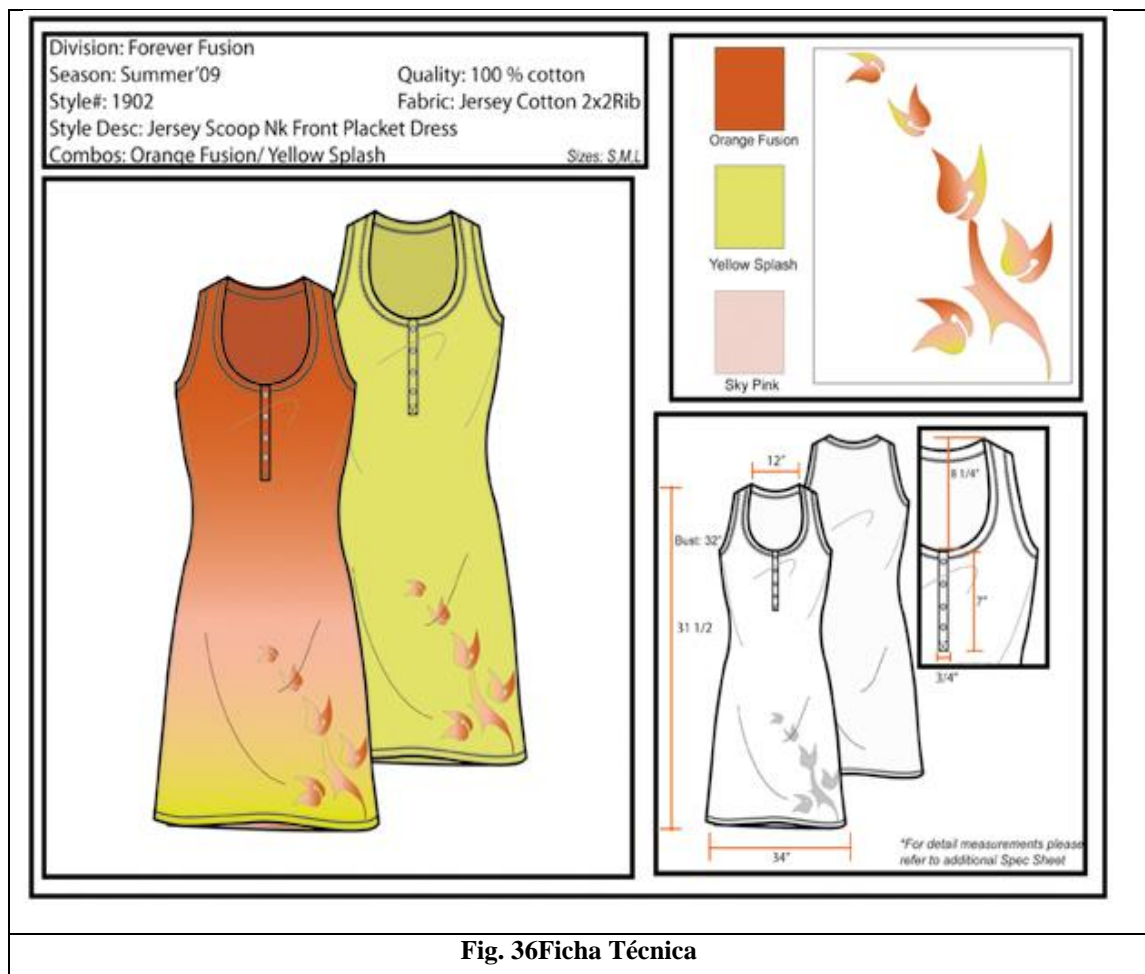 Division: Forever Fusion
Season: Summer'09
Quality: 100 % cotton
Style#: 1902
Fabric: Jersey Cotton 2x2Rib
Style Desc: Jersey Scoop Nk Front Placket Dress
Combos: Orange Fusion/ Yellow Splash
Sizes: S,M,L
Orange Fusion
Yellow Splash
Sky Pink
12"
8 1/4"
Bust: 32"
7"
31 1/2
3/4"
34"
*For detail measurements please
refer to additional Spec Sheet
Fig. 36Ficha Técnica